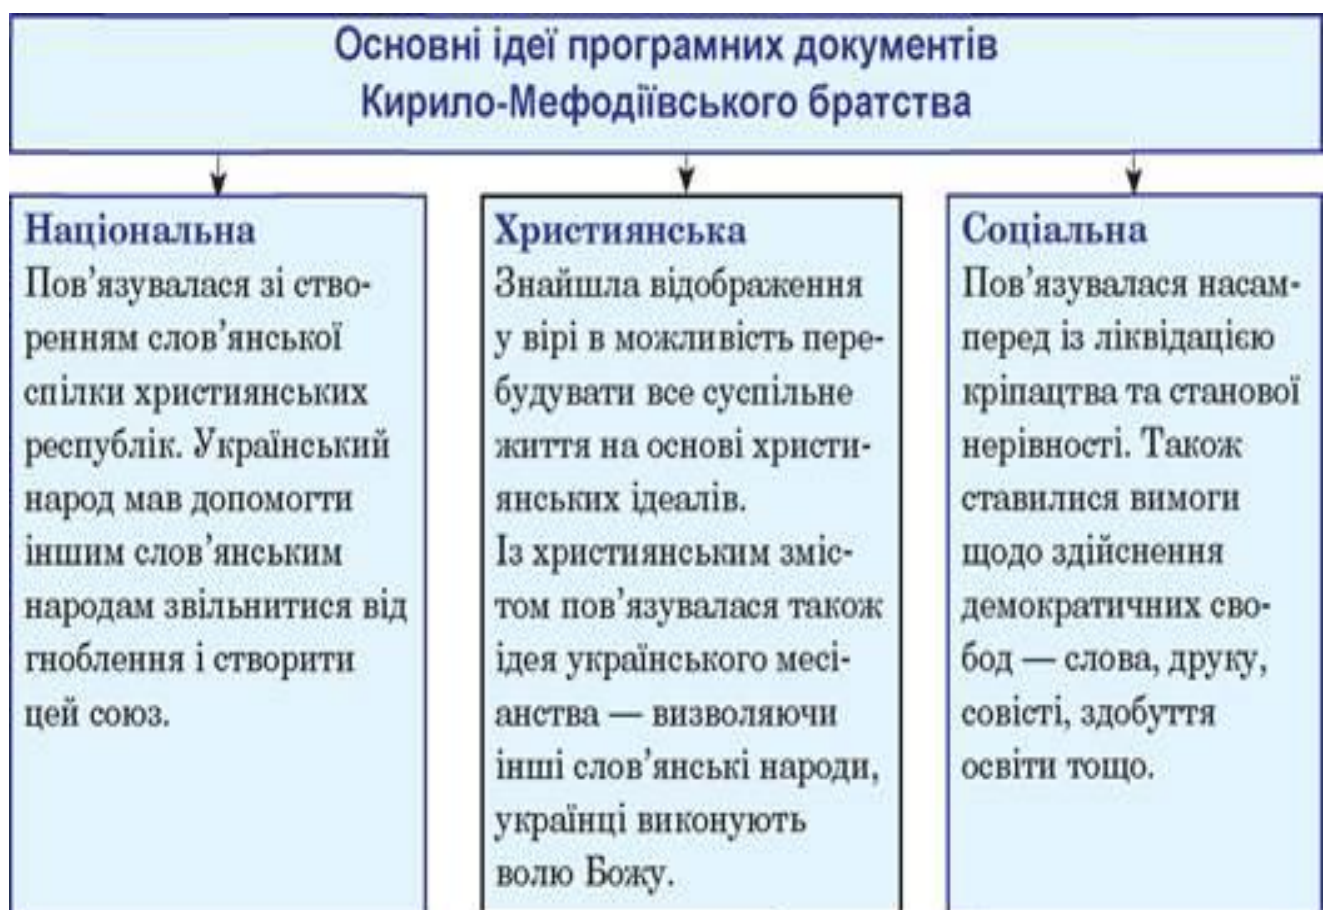 Основні ідеї програмних документів
Кирило-Мефодіївського братства
Національна
Пов’язувалася зі ство-
ренням слов’янської
спілки християнських
республік. Український
народ мав допомогти
іншим слов’янським
народам звільнитися від
гноблення і створити
цей союз.
Християнська
Знайшла відображення
у вірі в можливість пере-
будувати все суспільне
життя на основі христи-
янських ідеалів.
Із християнським зміс-
том пов’язувалася також
ідея українського месі-
анства — визволяючи
інші слов’янські народи,
українці виконують
волю Божу.
Соціальна
Пов’язувалася насам-
перед із ліквідацією
кріпацтва та станової
нерівності. Також
ставилися вимоги
щодо здійснення
демократичних сво-
бод — слова, друку,
совісті, здобуття
освіти тощо.